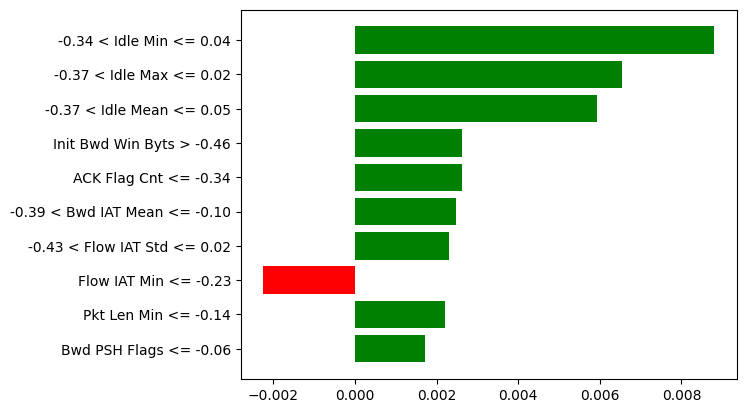 -0.34 < Idle Min <= 0.04
-0.37 < Idle Max <= 0.02
-0.37 < Idle Mean <= 0.05
Init Bwd Win Byts > -0.46
ACK Flag Cnt <= -0.34
-0.39 < Bwd IAT Mean <= -0.10
-0.43 < Flow IAT Std <= 0.02
Flow IAT Min <= -0.23
Pkt Len Min <= -0.14
Bwd PSH Flags <= -0.06
−0.002 0.000 0.002 0.004 0.006 0.008